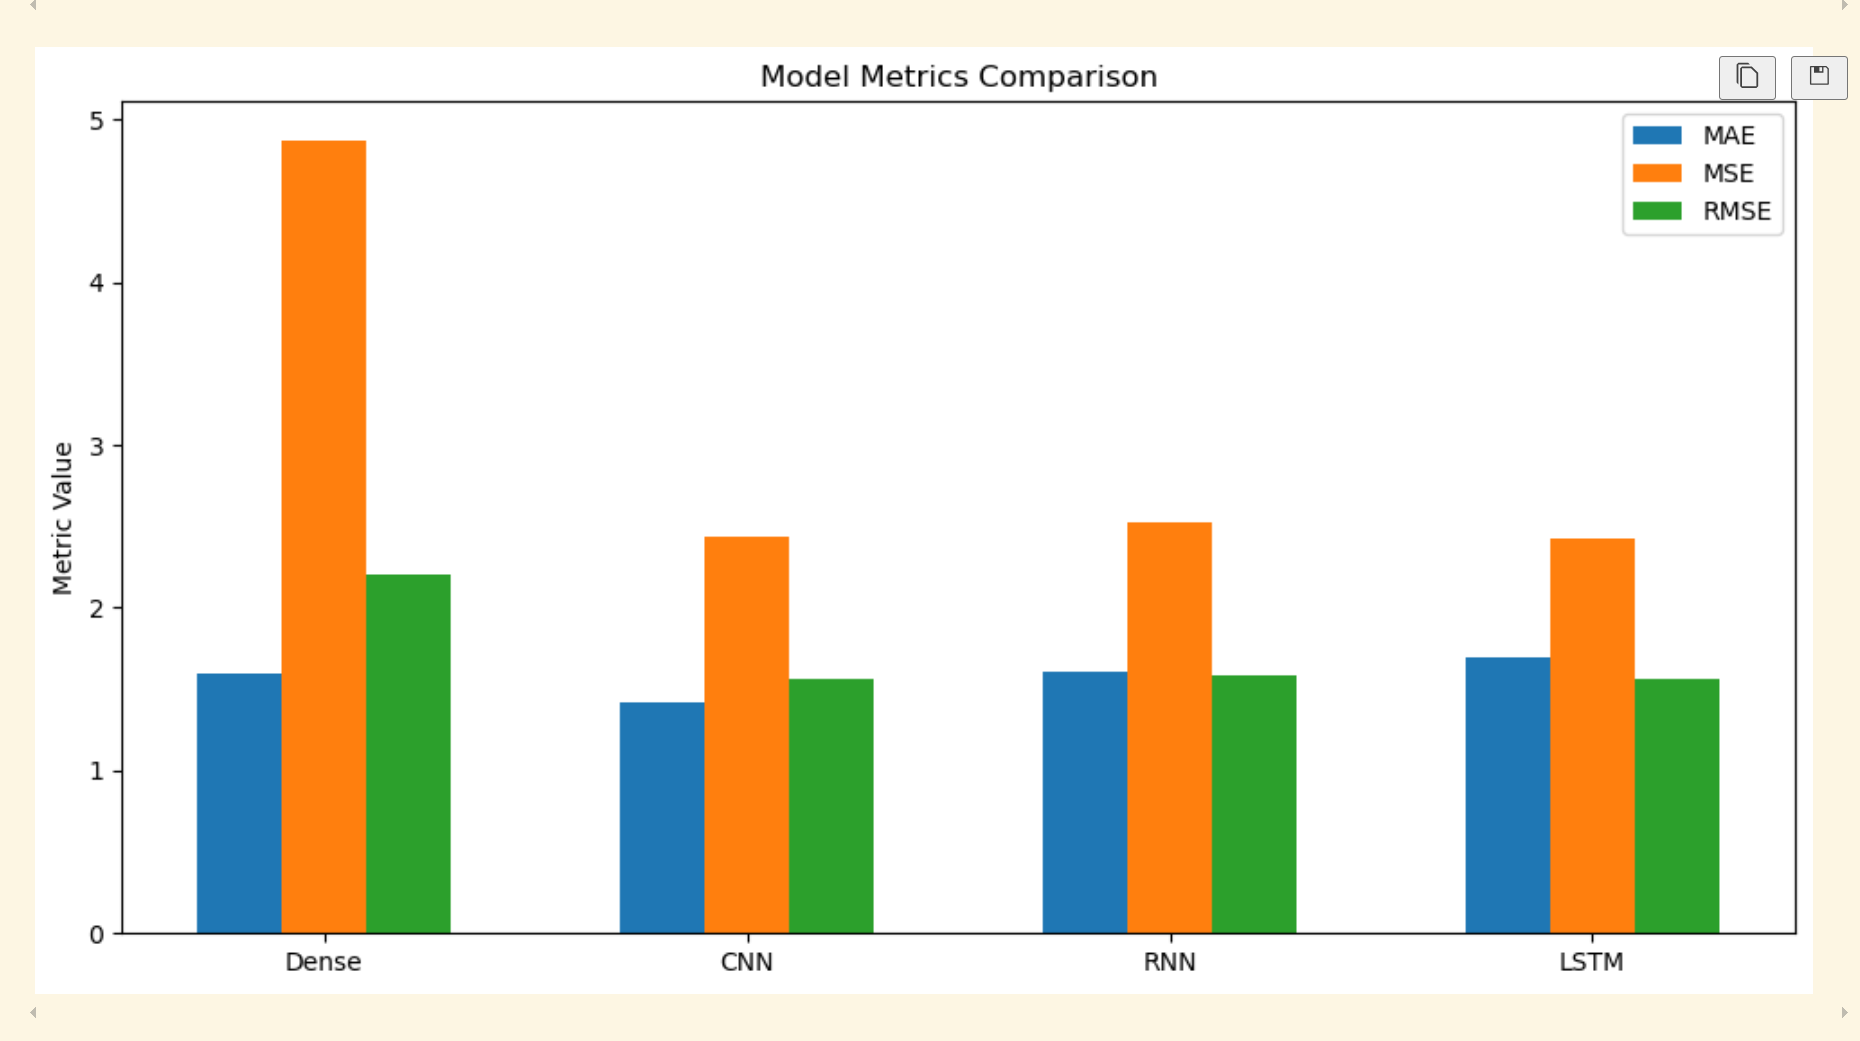 Model Metrics Comparison
MAE
MSE
RMSE
Metric Value
5
4
3
2
1
0
Dense
CNN
RNN
LSTM